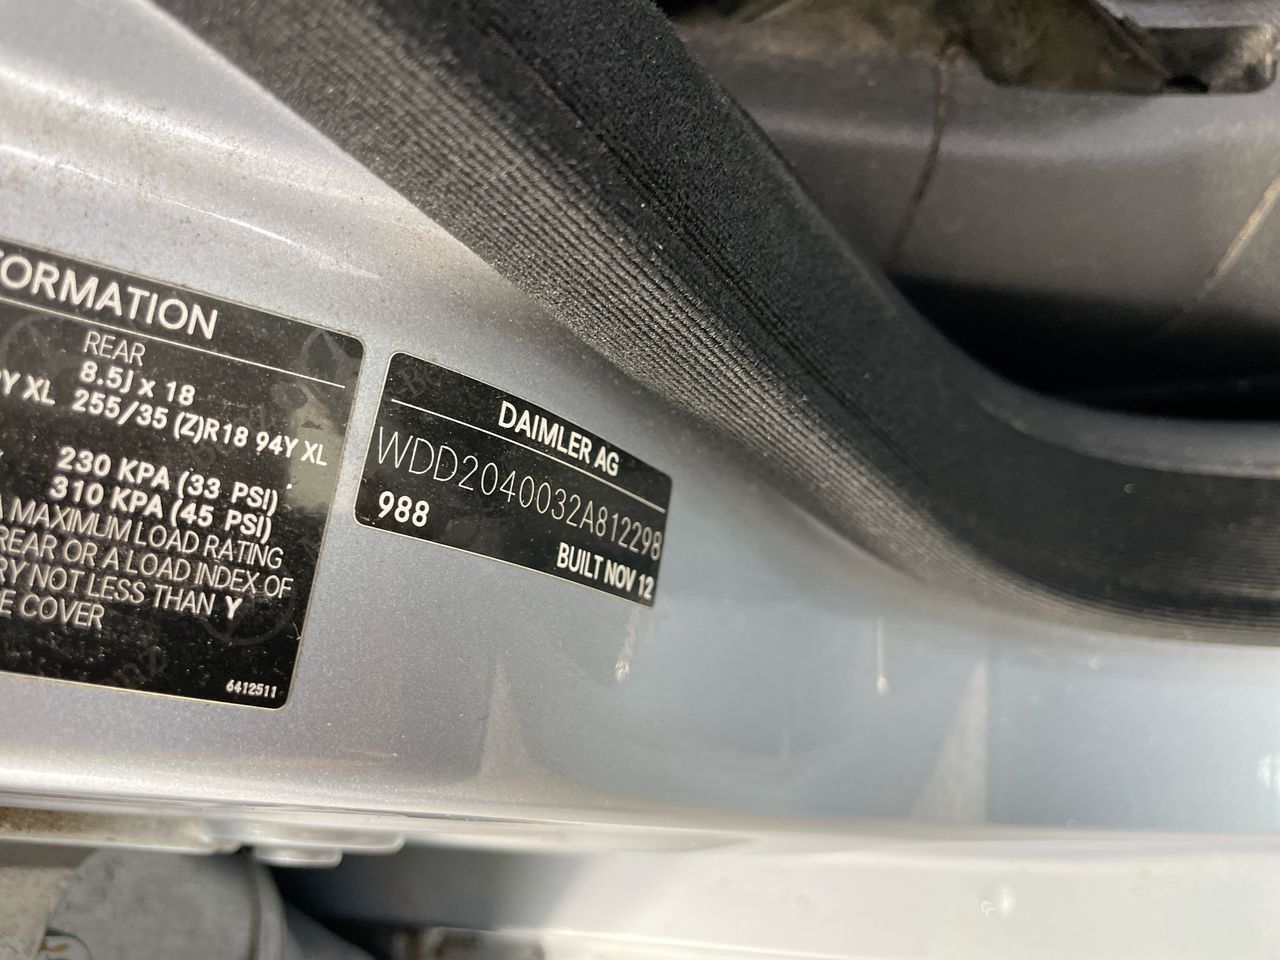 FORMATION
REAR
8.5J x 18
Y XL 255/35 (Z)R18 94Y XL
230 KPA (33 PSI)
310 KPA (45 PSI)
A MAXIMUM LOAD RATING
REAR OR A LOAD INDEX OF
RY NOT LESS THAN Y
E COVER
6412511
DAIMLER AG
WDD2040032A812298
988
BUILT NOV 12